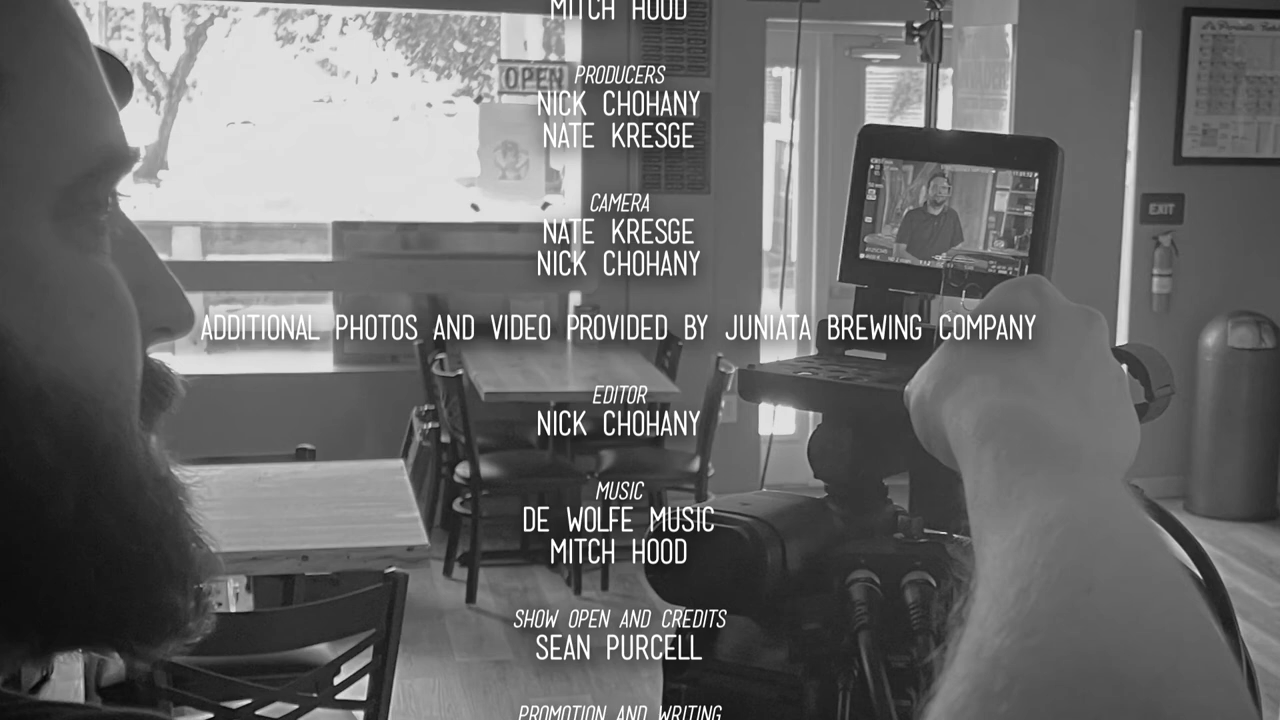 MITCH HOOD
OPEN
PRODUCERS
NICK CHOHANY
NATE KRESGE
CAMERA
NATE KRESGE
NICK CHOHANY
EXIT
ADDITIONAL PHOTOS AND VIDEO PROVIDED BY JUNIATA BREWING COMPANY
EDITOR
NICK CHOHANY
MUSIC
DE WOLFE MUSIC
MITCH HOOD
SHOW OPEN AND CREDITS
SEAN PURCELL
PROMOTION AND WRITING